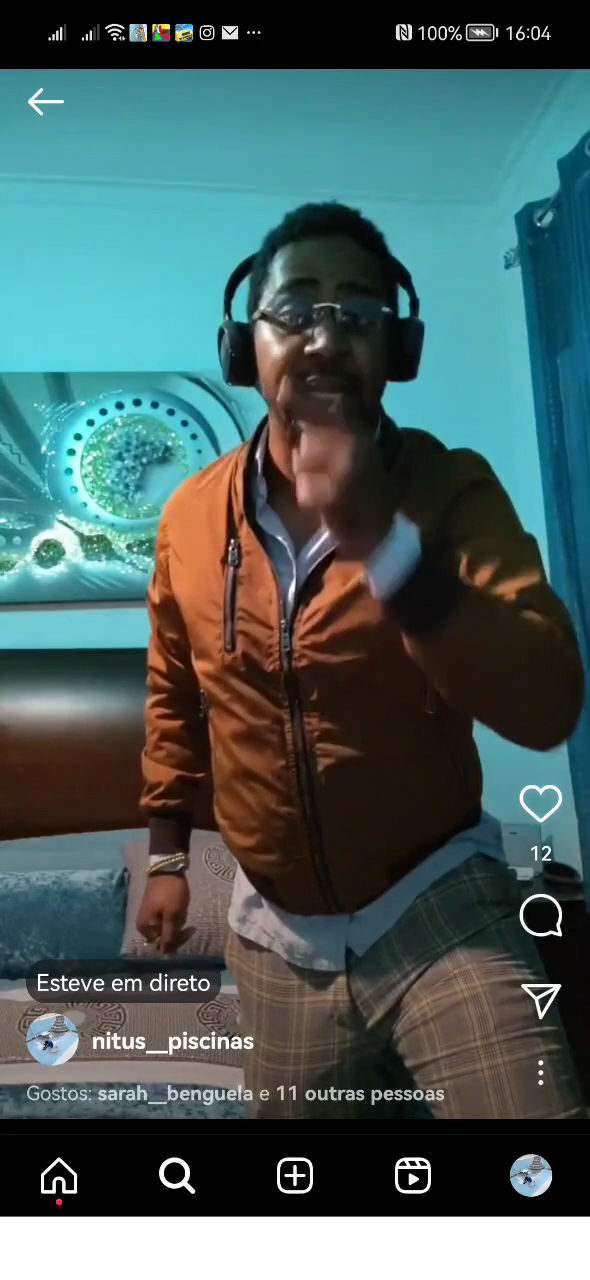 100% 16:04
12
Esteve em direto
nitus__piscinas
Gostos: sarah__benguela e 11 outras pessoas